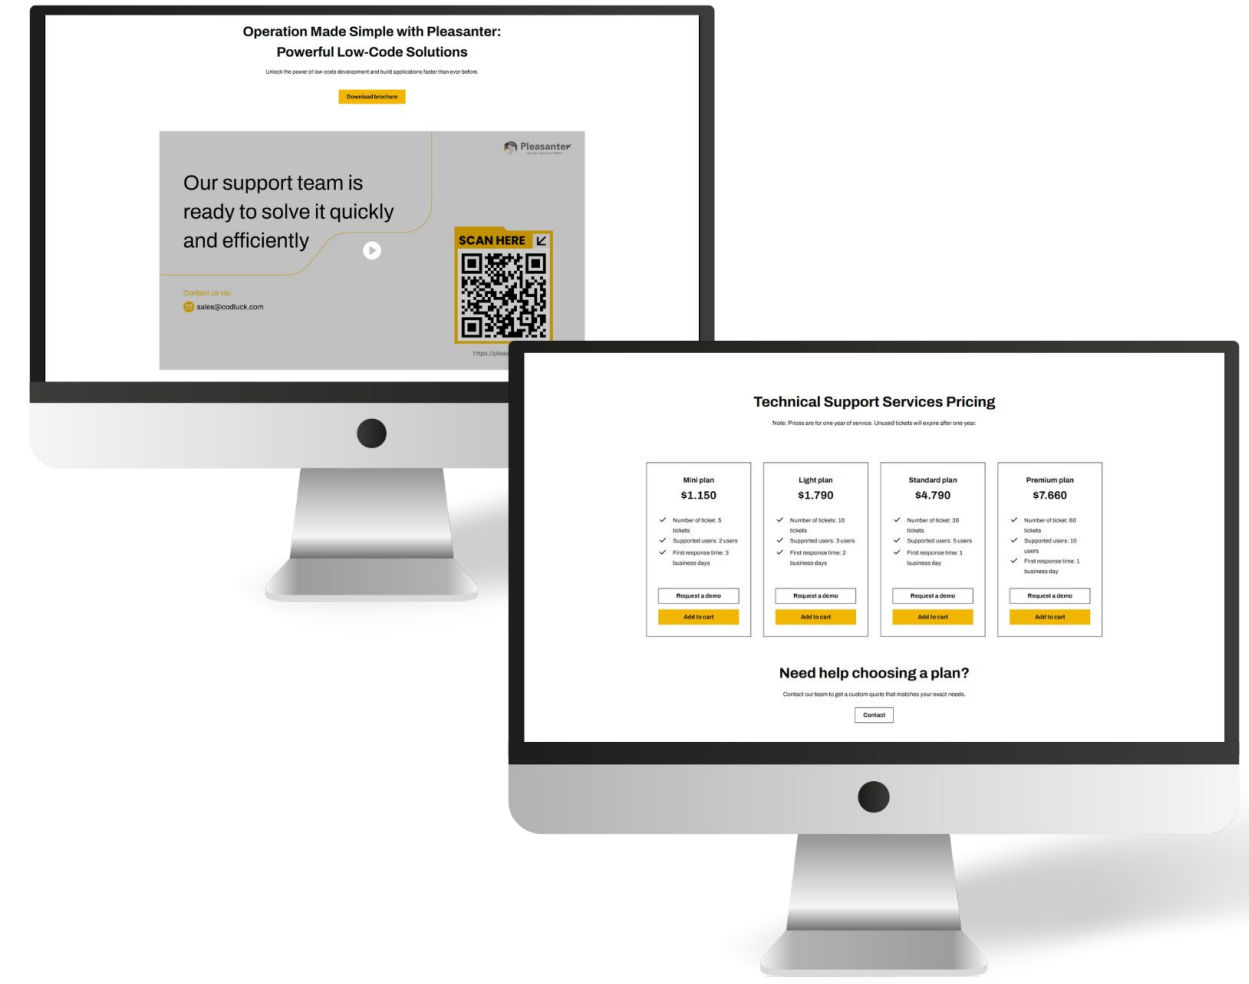 Operation Made Simple with Pleasanter:
Powerful Low-Code Solutions
Unlock the power of low-code development and build applications faster than ever before.
Download brochure
Pleasanter
Our support team is
ready to solve it quickly
and efficiently
SCAN HERE
Contact us via:
sales@codluck.com
Technical Support Services Pricing
Note: Prices are for one year of service. Unused tickets will expire after one year.
Mini plan
$1.150
Number of ticket: 5
tickets
Supported users: 2 users
First response time: 3
business days
Request a demo
Add to cart
Light plan
$1.790
Number of tickets: 10
tickets
Supported users: 3 users
First response time: 2
business days
Request a demo
Add to cart
Standard plan
$4.790
Number of ticket: 30
tickets
Supported users: 5 users
First response time: 1
business day
Request a demo
Add to cart
Premium plan
$7.660
Number of ticket: 60
tickets
Supported users: 10
users
First response time: 1
business day
Request a demo
Add to cart
Need help choosing a plan?
Contact our team to get a custom quote that matches your exact needs.
Contact